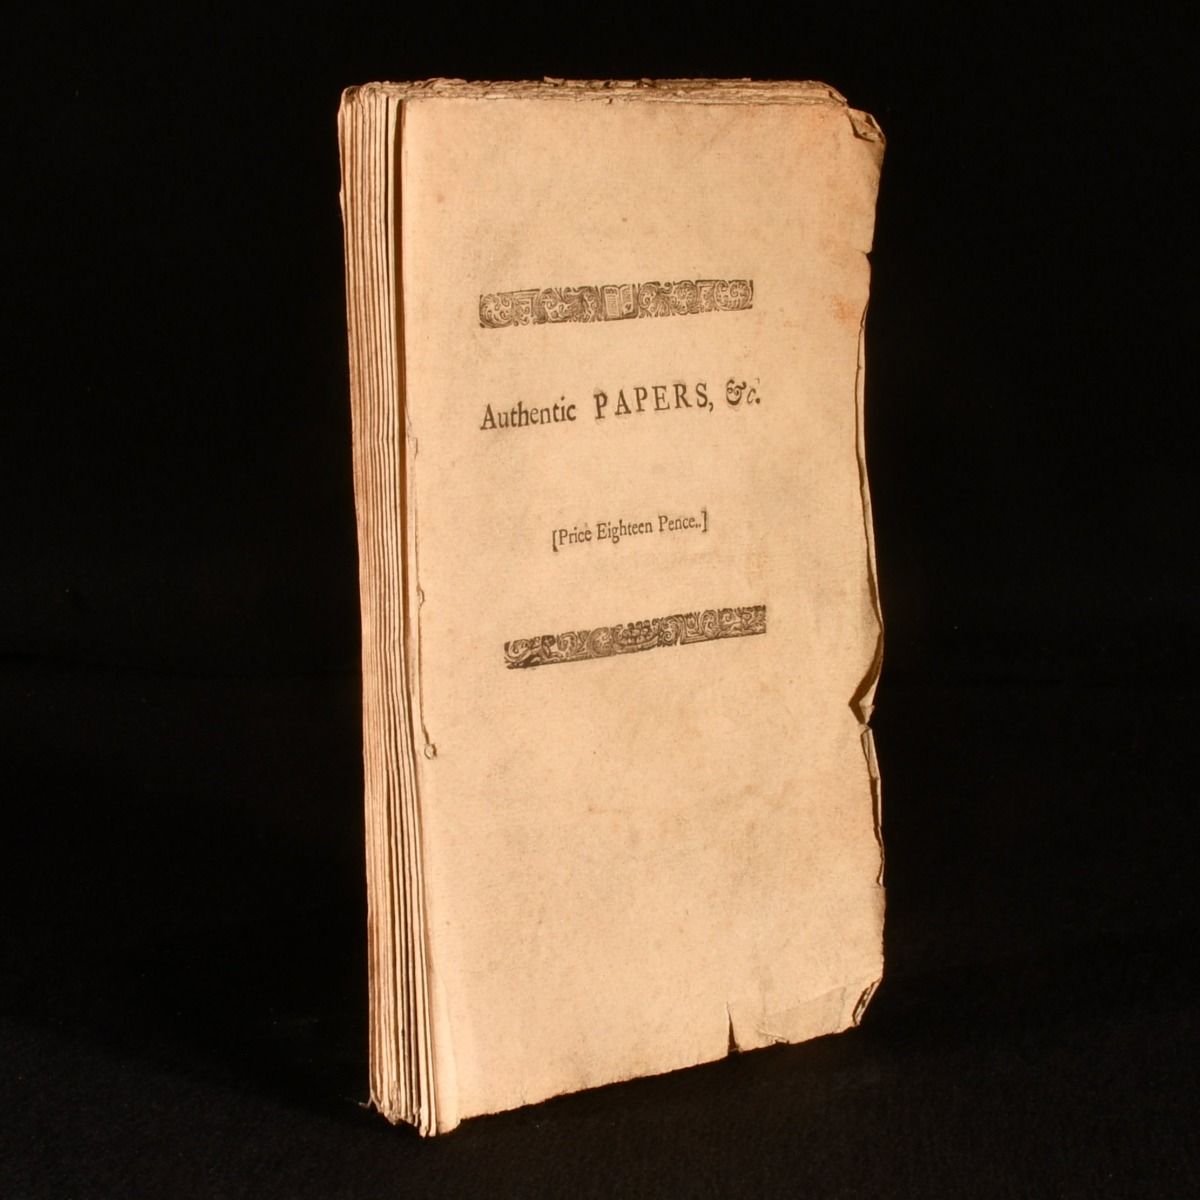 Authentic PAPERS, &c.
[Price Eighteen Pence..]